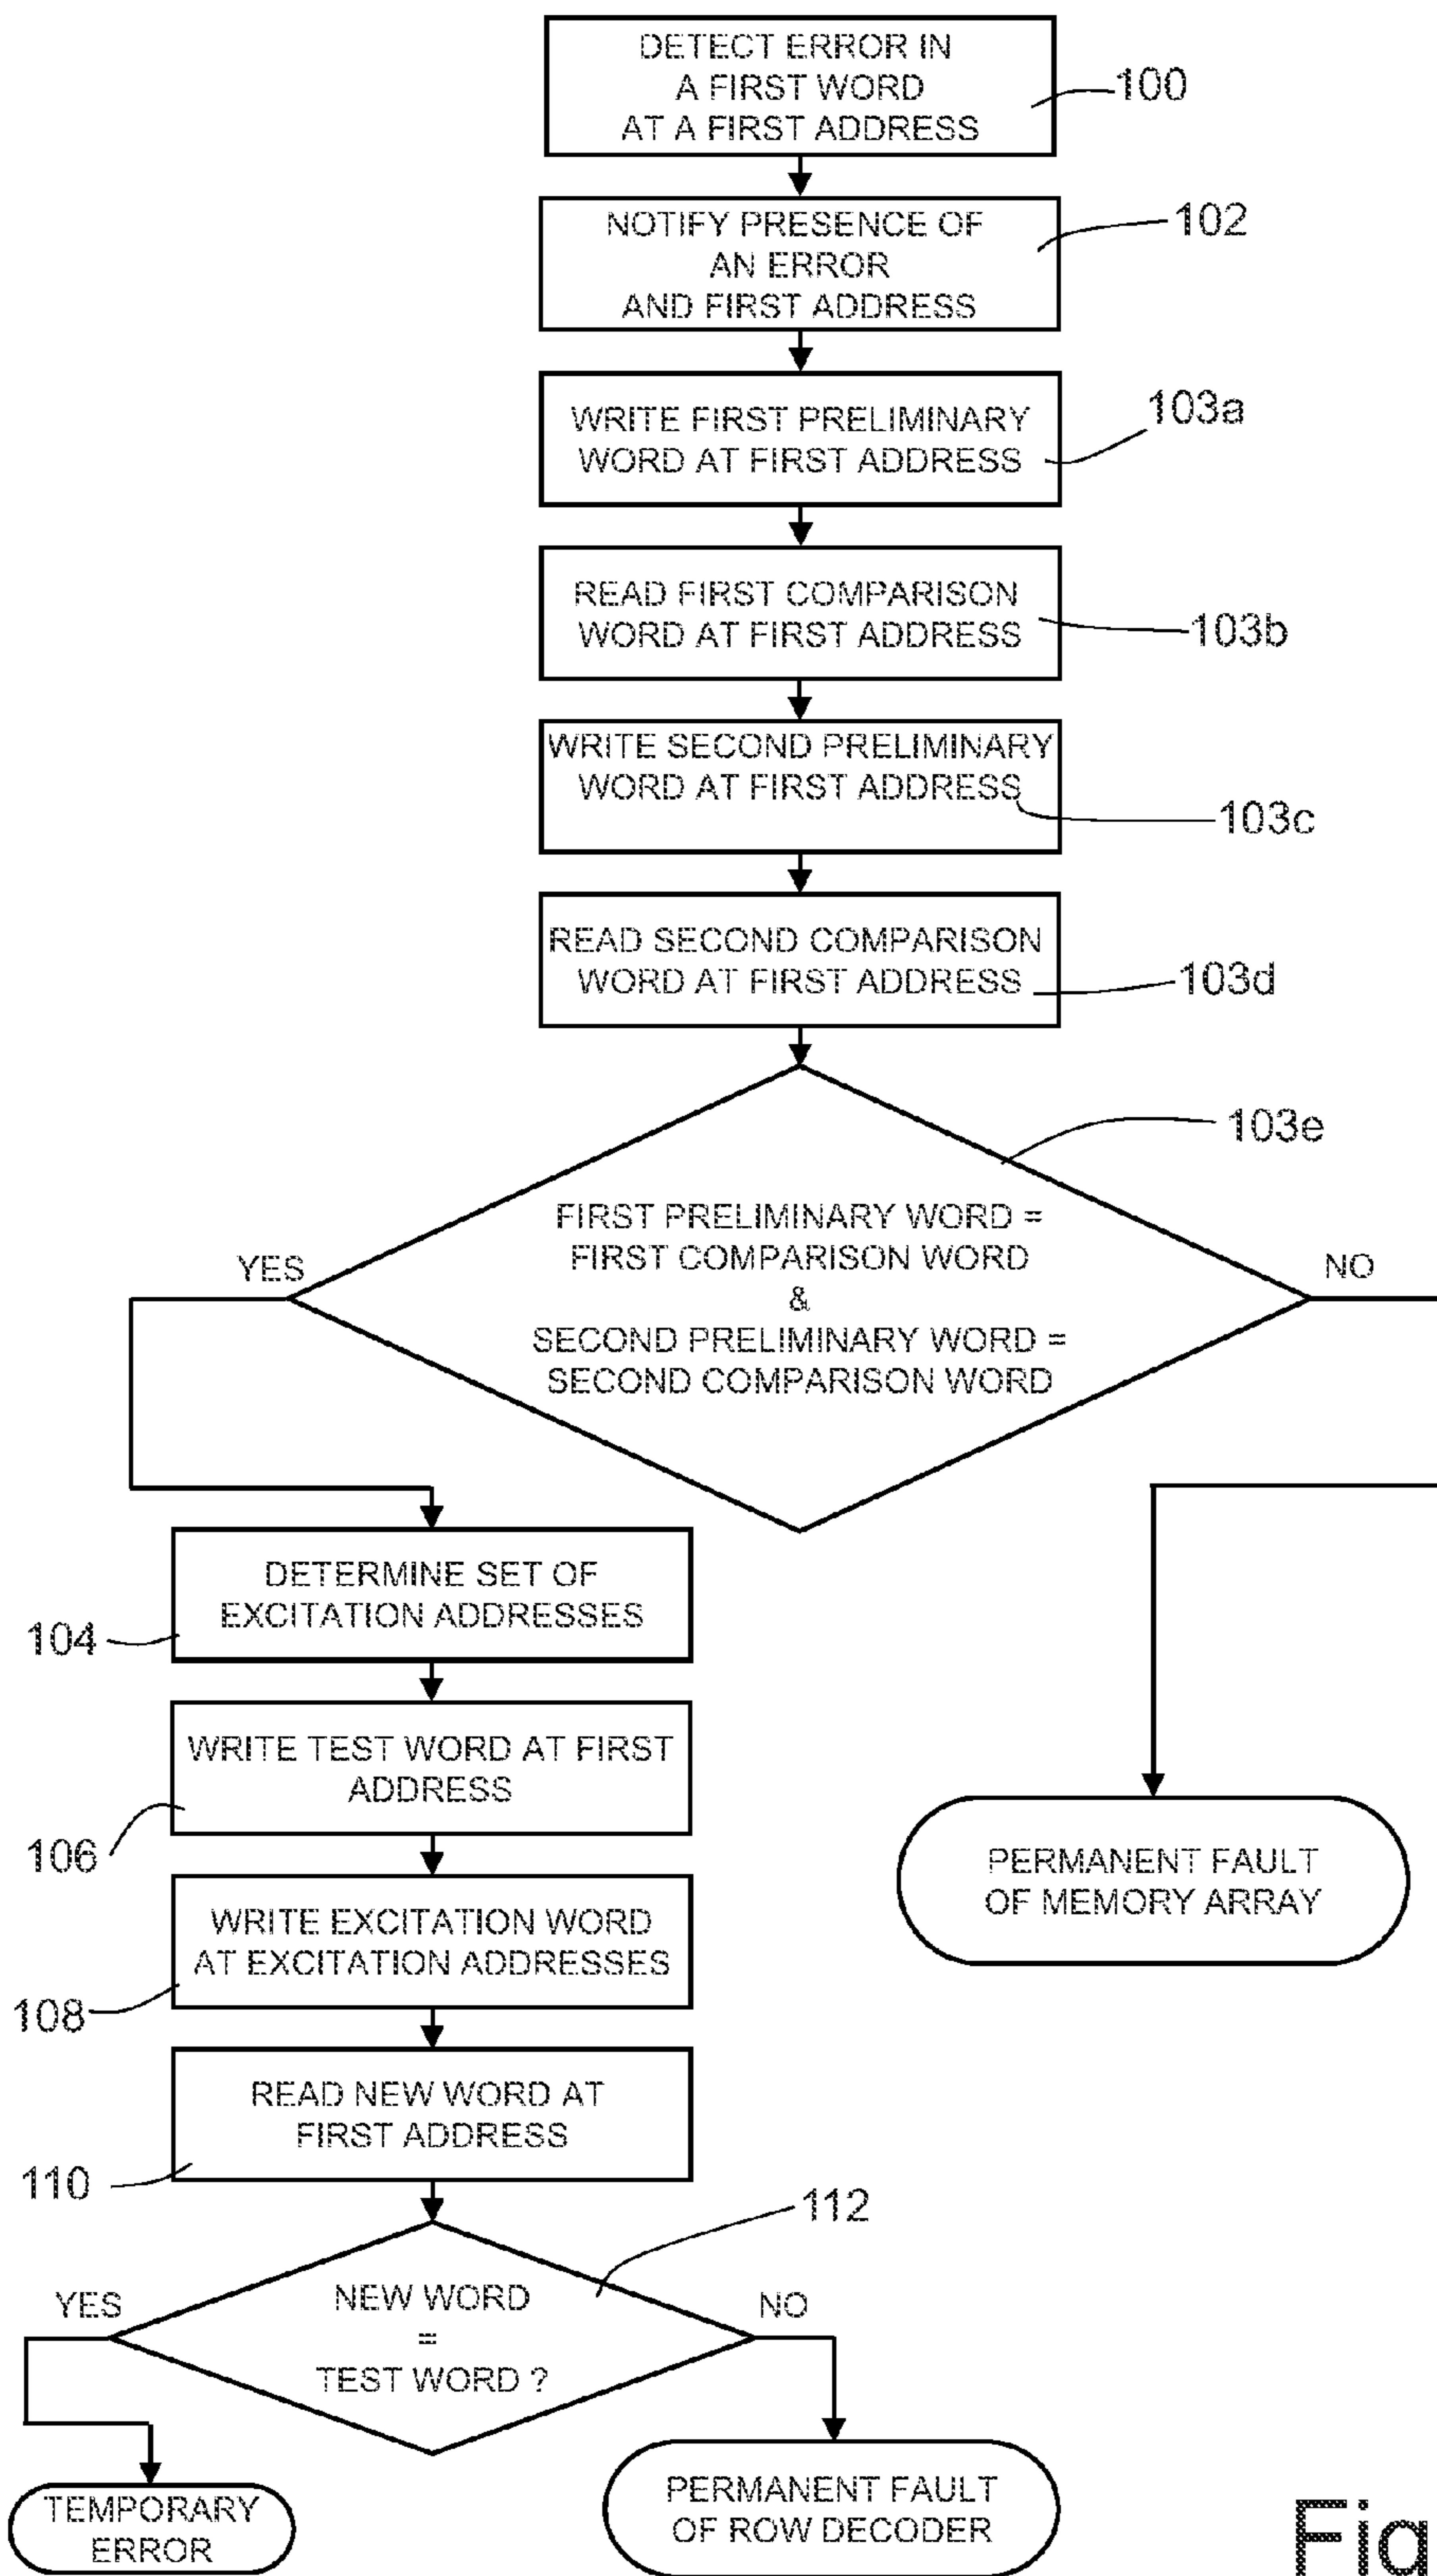 DETECT ERROR IN
A FIRST WORD
AT A FIRST ADDRESS
100
NOTIFY PRESENCE OF
AN ERROR
AND FIRST ADDRESS
102
WRITE FIRST PRELIMINARY
WORD AT FIRST ADDRESS
103a
READ FIRST COMPARISON
WORD AT FIRST ADDRESS
103b
WRITE SECOND PRELIMINARY
WORD AT FIRST ADDRESS
103c
READ SECOND COMPARISON
WORD AT FIRST ADDRESS
103d
103e
FIRST PRELIMINARY WORD =
FIRST COMPARISON WORD
&
SECOND PRELIMINARY WORD =
SECOND COMPARISON WORD
YES
NO
DETERMINE SET OF
EXCITATION ADDRESSES
104
WRITE TEST WORD AT FIRST
ADDRESS
106
PERMANENT FAULT
OF MEMORY ARRAY
WRITE EXCITATION WORD
AT EXCITATION ADDRESSES
108
READ NEW WORD AT
FIRST ADDRESS
110
112
NEW WORD
=
TEST WORD ?
YES
NO
TEMPORARY
ERROR
PERMANENT FAULT
OF ROW DECODER
Fig